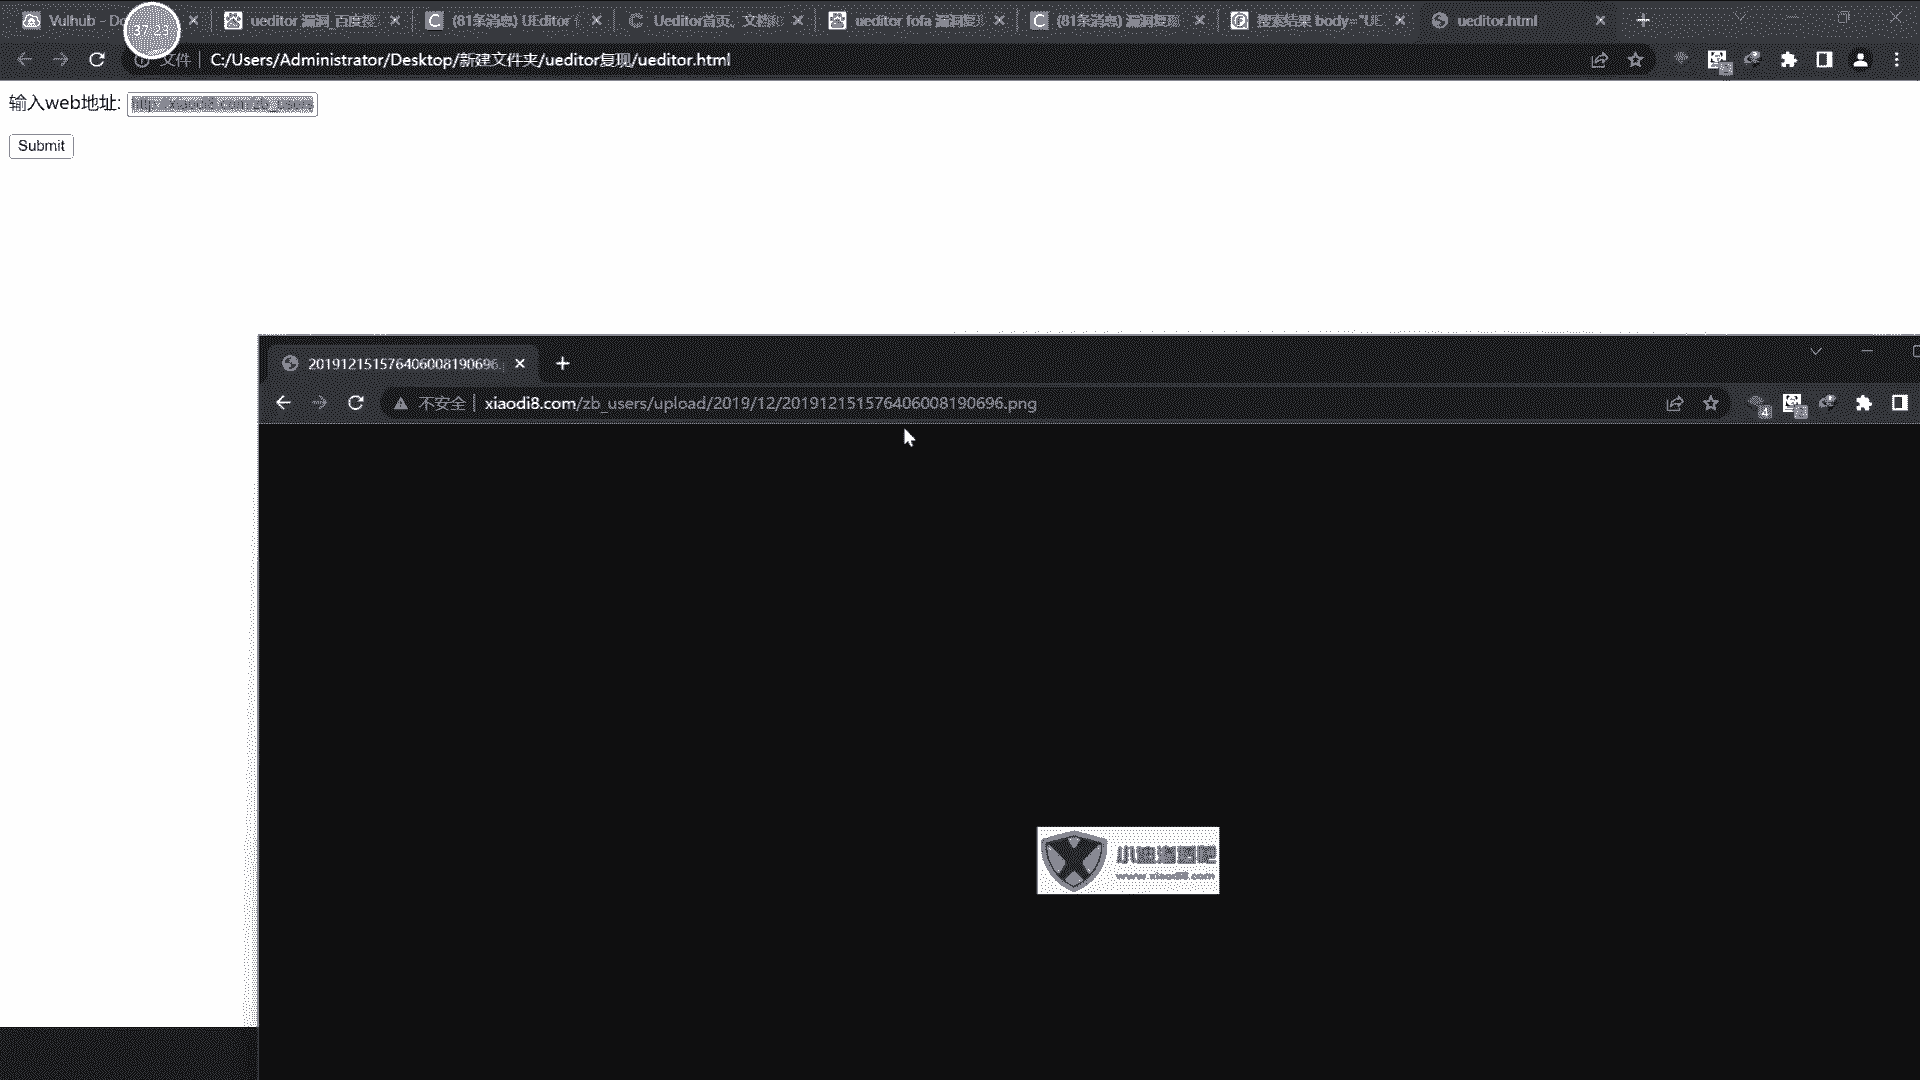 Vulhub - Do
37:23
ueditor 漏洞_百度搜
(81条消息) UEditor
Ueditor首页、文档和
ueditor fofa 漏洞复现
(81条消息) 漏洞复现
搜索结果 body="UE
ueditor.html
文件 C:/Users/Administrator/Desktop/新建文件夹/ueditor复现/ueditor.html
输入web地址: http://xiaodi8.com/zb_users
Submit
201912151576406008190696.
不安全 xiaodi8.com/zb_users/upload/2019/12/201912151576406008190696.png
4
小迪渗透吧
www.xiaodi8.com